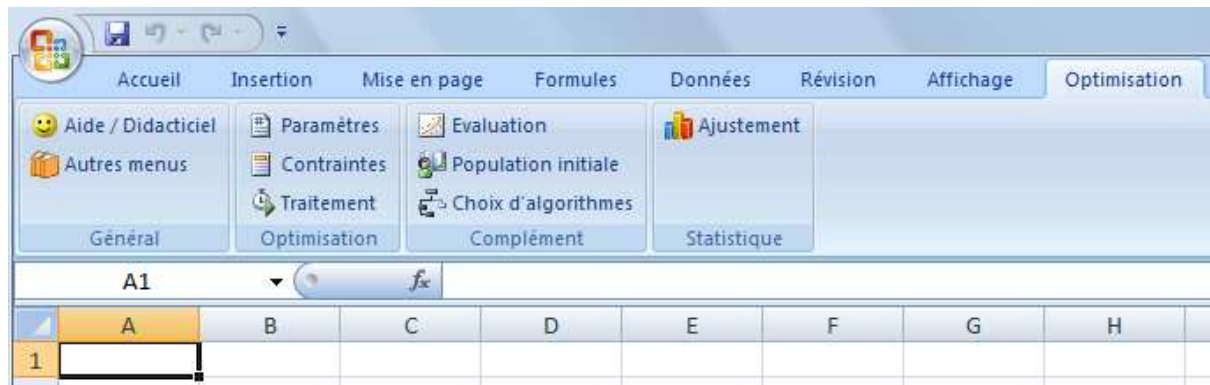 Accueil Insertion Mise en page Formules Données Révision Affichage Optimisation
Aide / Didacticiel Paramètres Evaluation Ajustement
Autres menus Contraintes Population initiale
Traitement Choix d'algorithmes
Général Optimisation Complément Statistique
A1 fx
A B C D E F G H
1